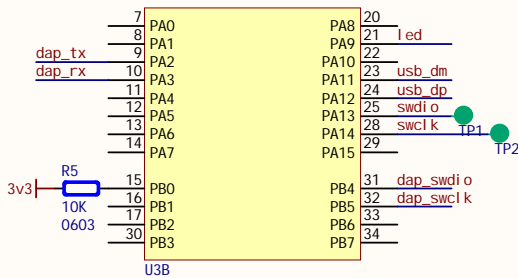 7 PA0 PA8 20
8 PA1 PA9 21 led
dap_tx 9 PA2 PA10 22
dap_rx 10 PA3 PA11 23 usb_dm
11 PA4 PA12 24 usb_dp
12 PA5 PA13 25 swdio TP1
13 PA6 PA14 28 swclk TP2
14 PA7 PA15 29
R5
3v3 15 PB0 PB4 31 dap_swdio
10K 16 PB1 PB5 32 dap_swclk
0603 17 PB2 PB6 33
30 PB3 PB7 34
U3B